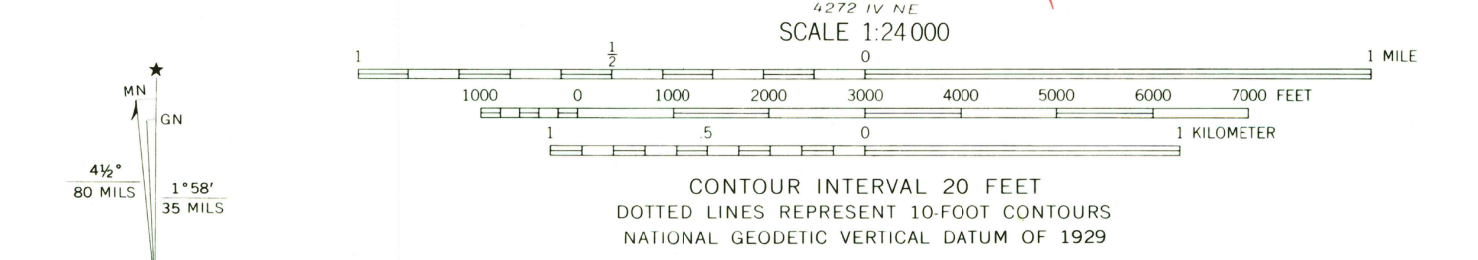 4272 IV NE
SCALE 1:24 000
1 1/2 0 1 MILE
1000 0 1000 2000 3000 4000 5000 6000 7000 FEET
1 .5 0 1 KILOMETER
CONTOUR INTERVAL 20 FEET
DOTTED LINES REPRESENT 10-FOOT CONTOURS
NATIONAL GEODETIC VERTICAL DATUM OF 1929
★
MN
GN
4½°
80 MILS
1°58′
35 MILS